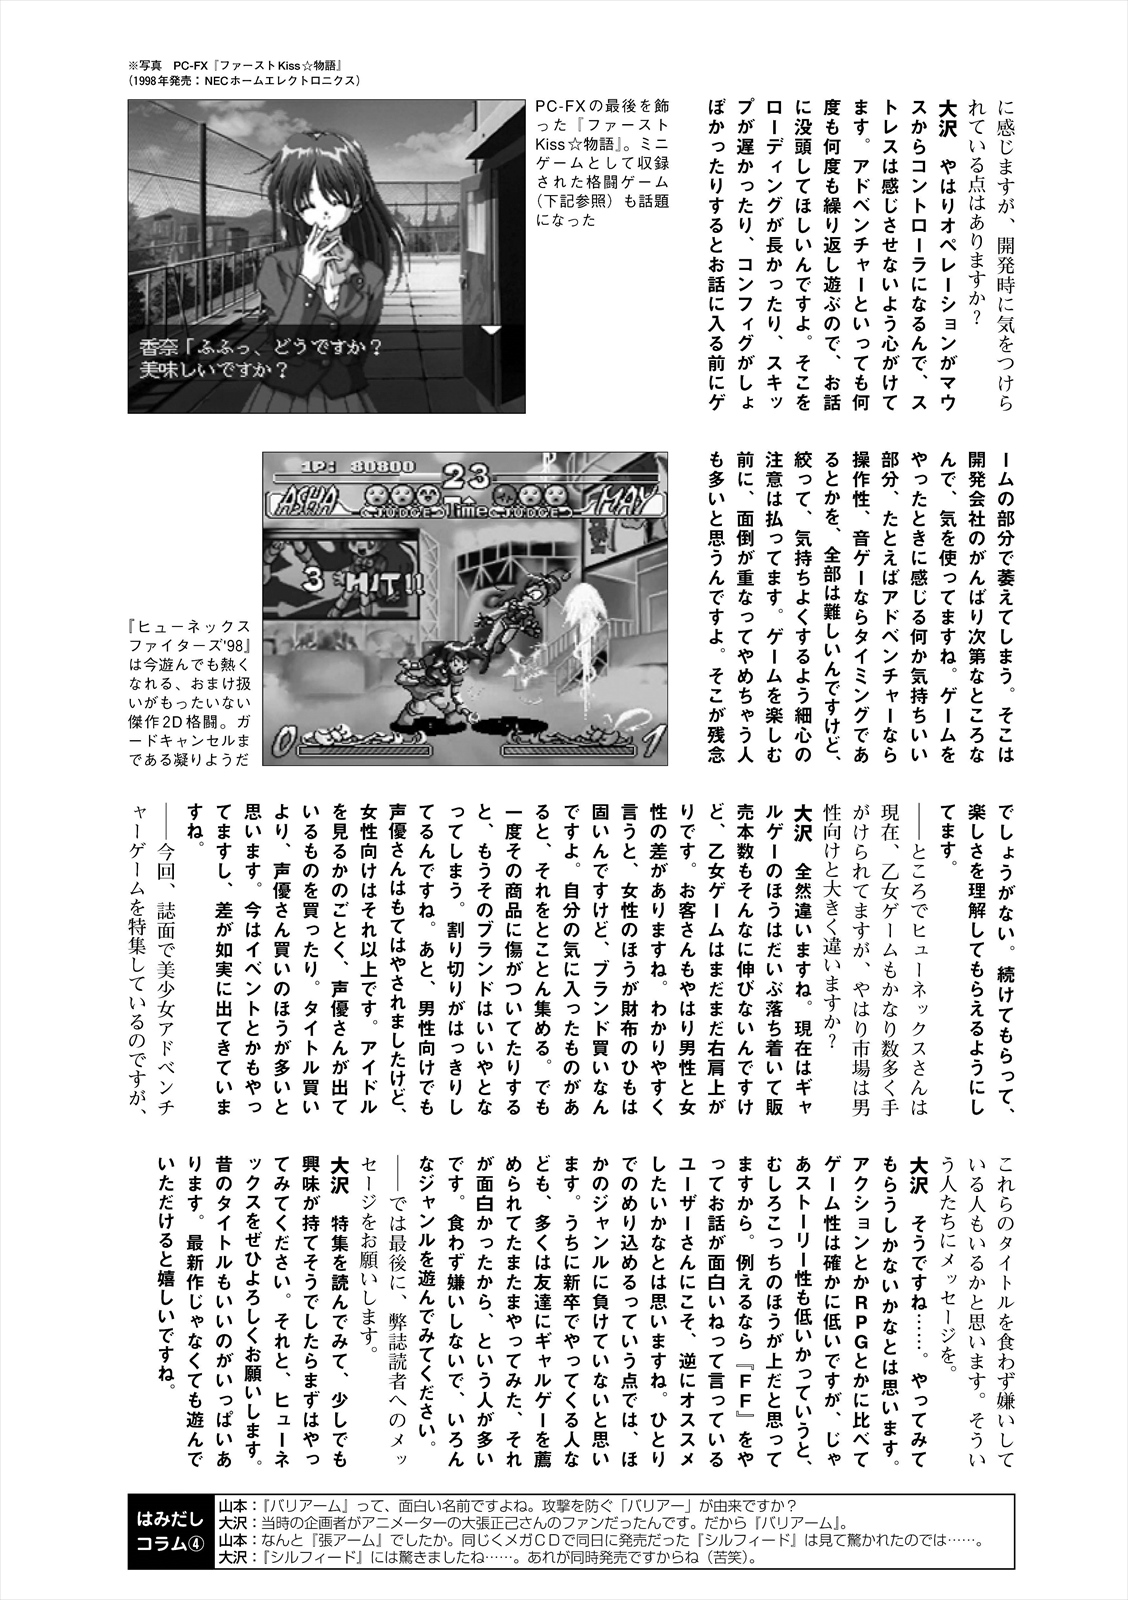 ※写真　PC-FX『ファーストKiss☆物語』
（1998年発売：NECホームエレクトロニクス）
香奈「ふふっ、どうですか？
美味しいですか？
PC-FXの最後を飾
った『ファースト
Kiss☆物語』。ミニ
ゲームとして収録
された格闘ゲーム
（下記参照）も話題
になった
に感じますが、開発時に気をつけら
れている点はありますか？
大沢　やはりオペレーションがマウ
スからコントローラになるんで、ス
トレスは感じさせないよう心がけて
ます。アドベンチャーといっても何
度も何度も繰り返し遊ぶので、お話
に没頭してほしいんですよ。そこを
ローディングが長かったり、スキッ
プが遅かったり、コンフィグがしょ
ぼかったりするとお話に入る前にゲ
ームの部分で萎えてしまう。そこは
開発会社のがんばり次第なところな
んで、気を使ってますね。ゲームを
やったときに感じる何か気持ちいい
部分、たとえばアドベンチャーなら
操作性、音ゲーならタイミングであ
るとかを、全部は難しいんですけど、
絞って、気持ちよくするよう細心の
注意は払ってます。ゲームを楽しむ
前に、面倒が重なってやめちゃう人
も多いと思うんですよ。そこが残念
1P: 80800
23
ASHA
JUDGE
Time
JUDGE
MAY
3 HIT!!
0
1
『ヒューネックス
ファイターズ'98』
は今遊んでも熱く
なれる、おまけ扱
いがもったいない
傑作2D格闘。ガ
ードキャンセルま
である凝りようだ
でしょうがない。続けてもらって、
楽しさを理解してもらえるようにし
てます。
――ところでヒューネックスさんは
現在、乙女ゲームもかなり数多く手
がけられてますが、やはり市場は男
性向けと大きく違いますか？
大沢　全然違いますね。現在はギャ
ルゲーのほうはだいぶ落ち着いて販
売本数もそんなに伸びないんですけ
ど、乙女ゲームはまだまだ右肩上が
りです。お客さんもやはり男性と女
性の差がありますね。わかりやすく
言うと、女性のほうが財布のひもは
固いんですけど、ブランド買いなん
ですよ。自分の気に入ったものがあ
ると、それをとことん集める。でも
一度その商品に傷がついてたりする
と、もうそのブランドはいいやとな
ってしまう。割り切りがはっきりし
てるんですね。あと、男性向けでも
声優さんはもてはやされましたけど、
女性向けはそれ以上です。アイドル
を見るかのごとく、声優さんが出て
いるものを買ったり。タイトル買い
より、声優さん買いのほうが多いと
思います。今はイベントとかもやっ
てますし、差が如実に出てきていま
すね。
――今回、誌面で美少女アドベンチ
ャーゲームを特集しているのですが、
これらのタイトルを食わず嫌いして
いる人もいるかと思います。そうい
う人たちにメッセージを。
大沢　そうですね……。やってみて
もらうしかないかなとは思います。
アクションとかRPGとかに比べて
ゲーム性は確かに低いですが、じゃ
あストーリー性も低いかっていうと、
むしろこっちのほうが上だと思って
ますから。例えるなら『FF』をや
ってお話が面白いねって言っている
ユーザーさんにこそ、逆にオススメ
したいかなとは思いますね。ひとり
でのめり込めるっていう点では、ほ
かのジャンルに負けていないと思い
ます。うちに新卒でやってくる人な
ども、多くは友達にギャルゲーを薦
められてたまたまやってみた、それ
が面白かったから、という人が多い
です。食わず嫌いしないで、いろん
なジャンルを遊んでみてください。
――では最後に、弊誌読者へのメッ
セージをお願いします。
大沢　特集を読んでみて、少しでも
興味が持てそうでしたらまずはやっ
てみてください。それと、ヒューネ
ックスをぜひよろしくお願いします。
昔のタイトルもいいのがいっぱいあ
ります。最新作じゃなくても遊んで
いただけると嬉しいですね。
はみだし
コラム④
山本：『バリアーム』って、面白い名前ですよね。攻撃を防ぐ「バリアー」が由来ですか？
大沢：当時の企画者がアニメーターの大張正己さんのファンだったんです。だから『バリアーム』。
山本：なんと『張アーム』でしたか。同じくメガCDで同日に発売だった『シルフィード』は見て驚かれたのでは……。
大沢：『シルフィード』には驚きましたね……。あれが同時発売ですからね（苦笑）。